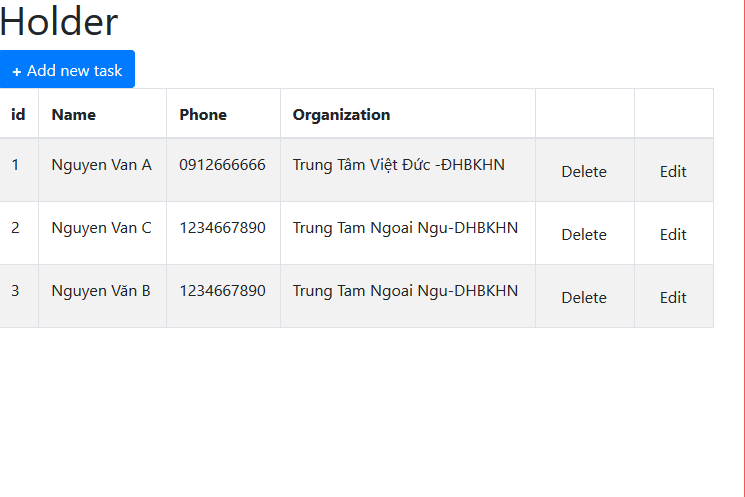 Holder
+ Add new task
id Name Phone Organization
1 Nguyen Van A 0912666666 Trung Tâm Việt Đức -ĐHBKHN Delete Edit
2 Nguyen Van C 1234667890 Trung Tam Ngoai Ngu-DHBKHN Delete Edit
3 Nguyen Văn B 1234667890 Trung Tam Ngoai Ngu-DHBKHN Delete Edit